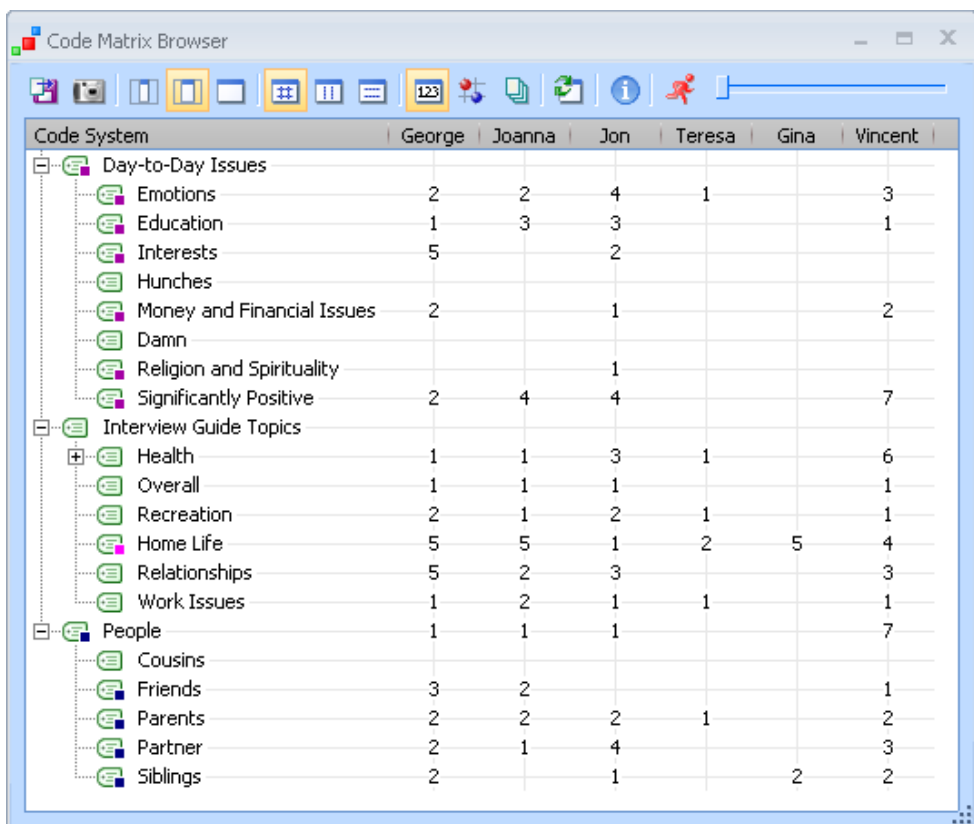 Code Matrix Browser
123
Code System George Joanna Jon Teresa Gina Vincent
Day-to-Day Issues
Emotions 2 2 4 1 3
Education 1 3 3 1
Interests 5 2
Hunches
Money and Financial Issues 2 1 2
Damn
Religion and Spirituality 1
Significantly Positive 2 4 4 7
Interview Guide Topics
Health 1 1 3 1 6
Overall 1 1 1 1
Recreation 2 1 2 1 1
Home Life 5 5 1 2 5 4
Relationships 5 2 3 3
Work Issues 1 2 1 1 1
People 1 1 1 7
Cousins
Friends 3 2 1
Parents 2 2 2 1 2
Partner 2 1 4 3
Siblings 2 1 2 2